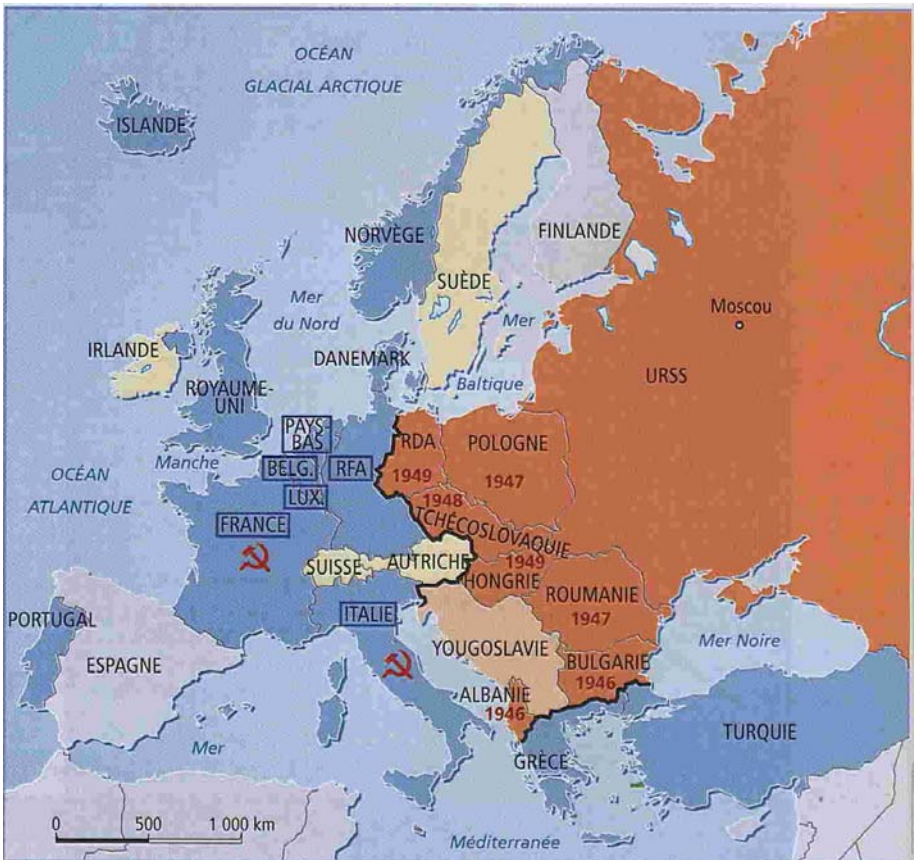 OCÉAN
GLACIAL ARCTIQUE
ISLANDE
NORVÈGE
FINLANDE
SUÈDE
Mer
du Nord
Mer
Baltique
Moscou
IRLANDE
DANEMARK
URSS
ROYAUME-
UNI
PAYS-
BAS
RDA
1949
POLOGNE
1947
Manche
BELG.
RFA
OCÉAN
ATLANTIQUE
LUX.
1948
TCHÉCOSLOVAQUIE
FRANCE
SUISSE
AUTRICHE
1949
HONGRIE
ROUMANIE
1947
PORTUGAL
ITALIE
Mer Noire
ESPAGNE
YOUGOSLAVIE
BULGARIE
1946
ALBANIE
1946
Mer
GRÈCE
TURQUIE
0 500 1 000 km
Méditerranée